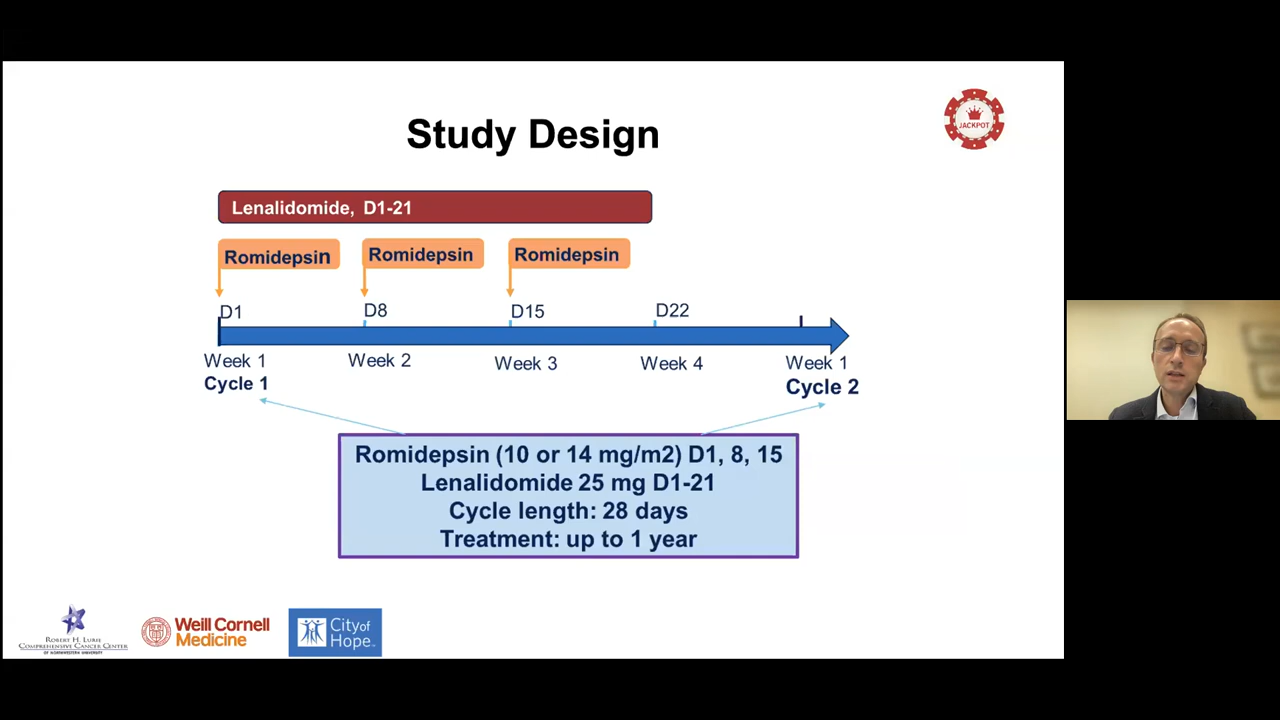 JACKPOT
Study Design
Lenalidomide, D1-21
Romidepsin Romidepsin Romidepsin
D1 D8 D15 D22
Week 1 Week 2 Week 3 Week 4 Week 1
Cycle 1 Cycle 2
Romidepsin (10 or 14 mg/m2) D1, 8, 15
Lenalidomide 25 mg D1-21
Cycle length: 28 days
Treatment: up to 1 year
ROBERT H. LURIE
COMPREHENSIVE CANCER CENTER
OF NORTHWESTERN UNIVERSITY
Weill Cornell
Medicine
City of
Hope